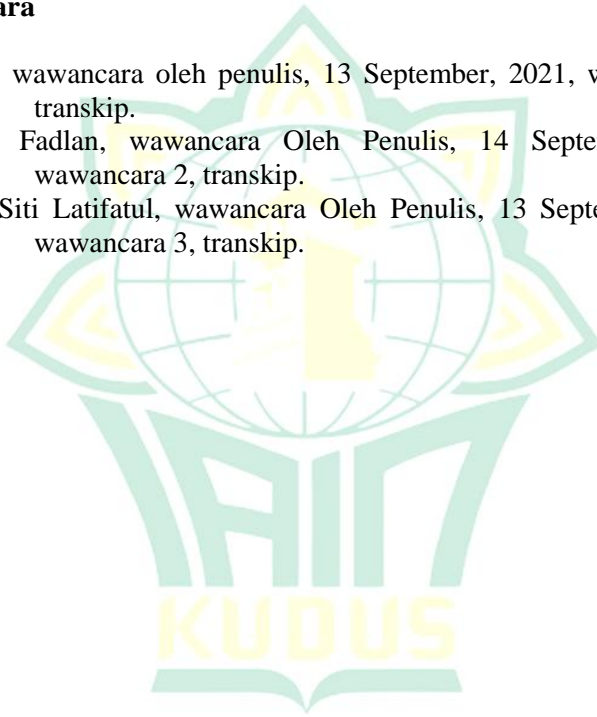 ara
wawancara oleh penulis, 13 September, 2021, w
transkip.
Fadlan, wawancara Oleh Penulis, 14 Septe
wawancara 2, transkip.
Siti Latifatul, wawancara Oleh Penulis, 13 Septe
wawancara 3, transkip.
IAIN
KUDUS